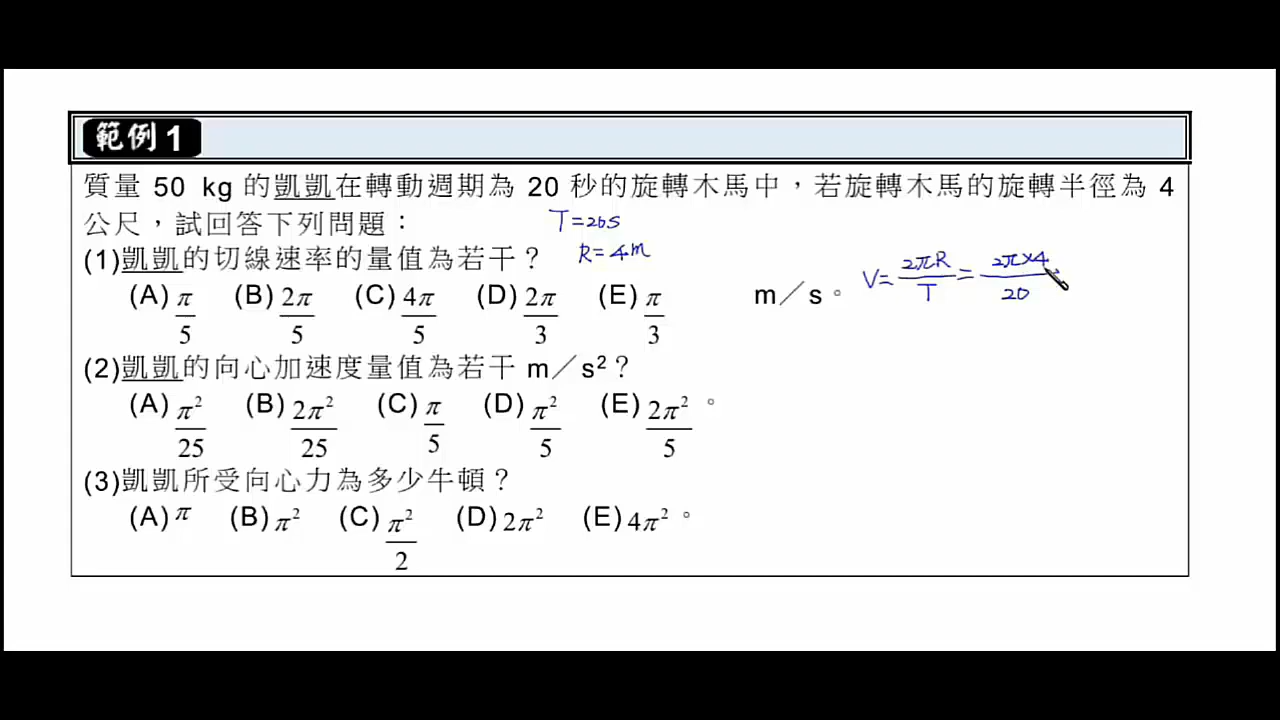 範例1
質量 50 kg 的凱凱在轉動週期為 20 秒的旋轉木馬中，若旋轉木馬的旋轉半徑為 4
公尺，試回答下列問題：
T=20s
(1)凱凱的切線速率的量值為若干？
R=4m
(A) π/5 (B) 2π/5 (C) 4π/5 (D) 2π/3 (E) π/3 m／s。
V= 2πR/T = 2π×4/20
(2)凱凱的向心加速度量值為若干 m／s²？
(A) π²/25 (B) 2π²/25 (C) π/5 (D) π²/5 (E) 2π²/5 。
(3)凱凱所受向心力為多少牛頓？
(A) π (B) π² (C) π²/2 (D) 2π² (E) 4π² 。